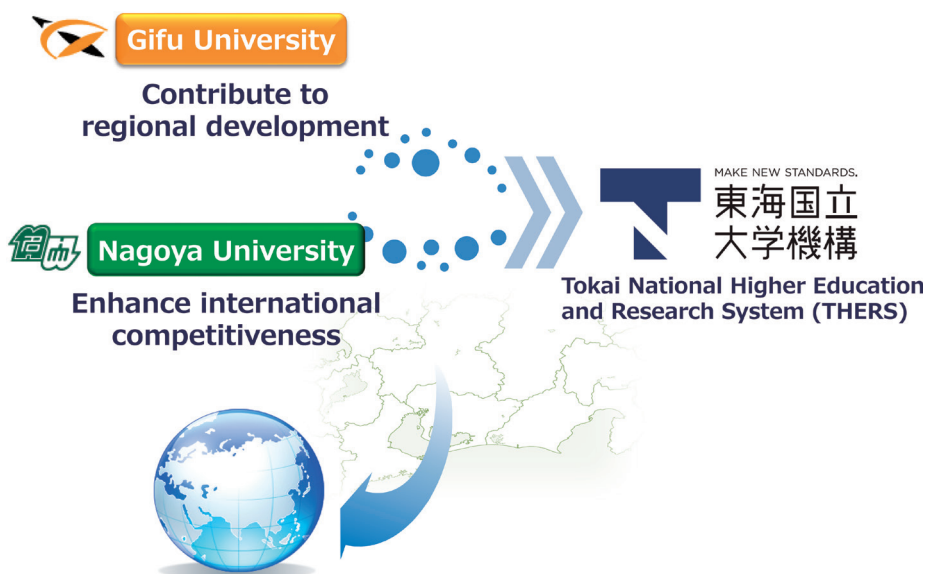 Gifu University
Contribute to
regional development
Nagoya University
Enhance international
competitiveness
MAKE NEW STANDARDS.
東海国立
大学機構
Tokai National Higher Education
and Research System (THERS)